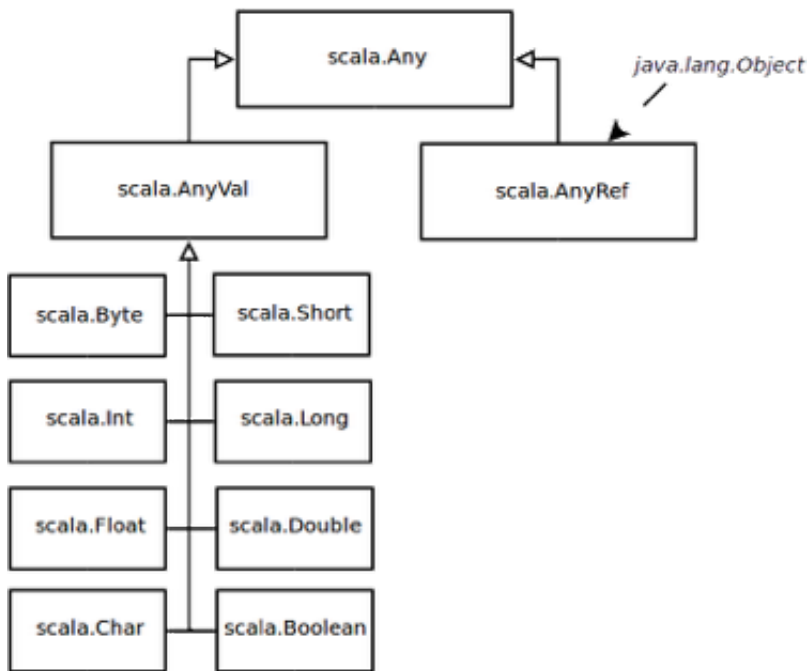 scala.Any
java.lang.Object
scala.AnyVal
scala.AnyRef
scala.Byte
scala.Short
scala.Int
scala.Long
scala.Float
scala.Double
scala.Char
scala.Boolean